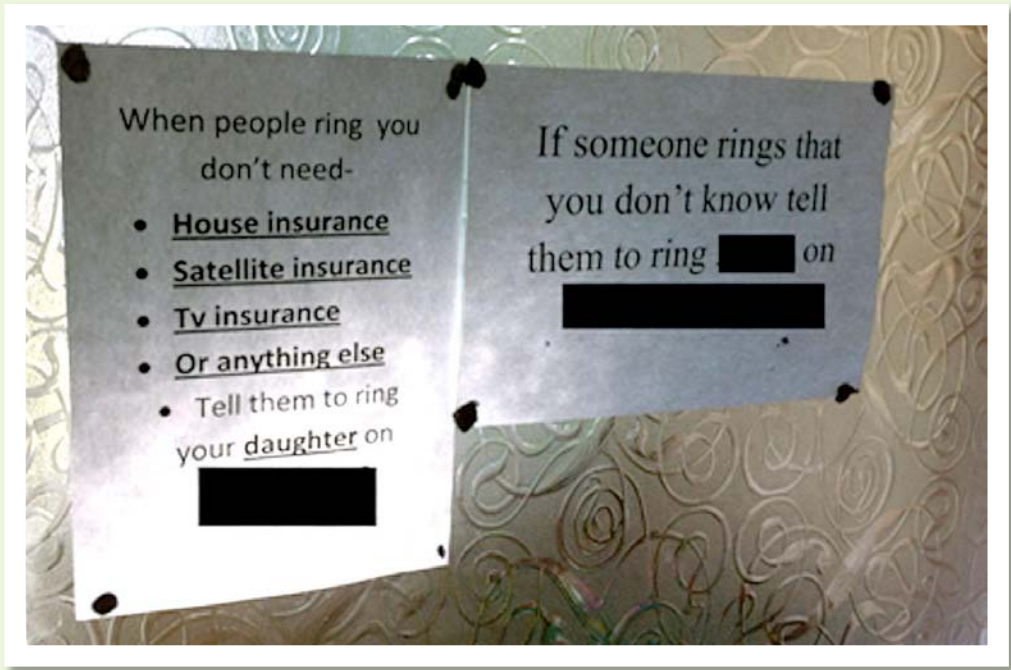 When people ring you
don't need-
• House insurance
• Satellite insurance
• Tv insurance
• Or anything else
• Tell them to ring
your daughter on
If someone rings that
you don't know tell
them to ring on